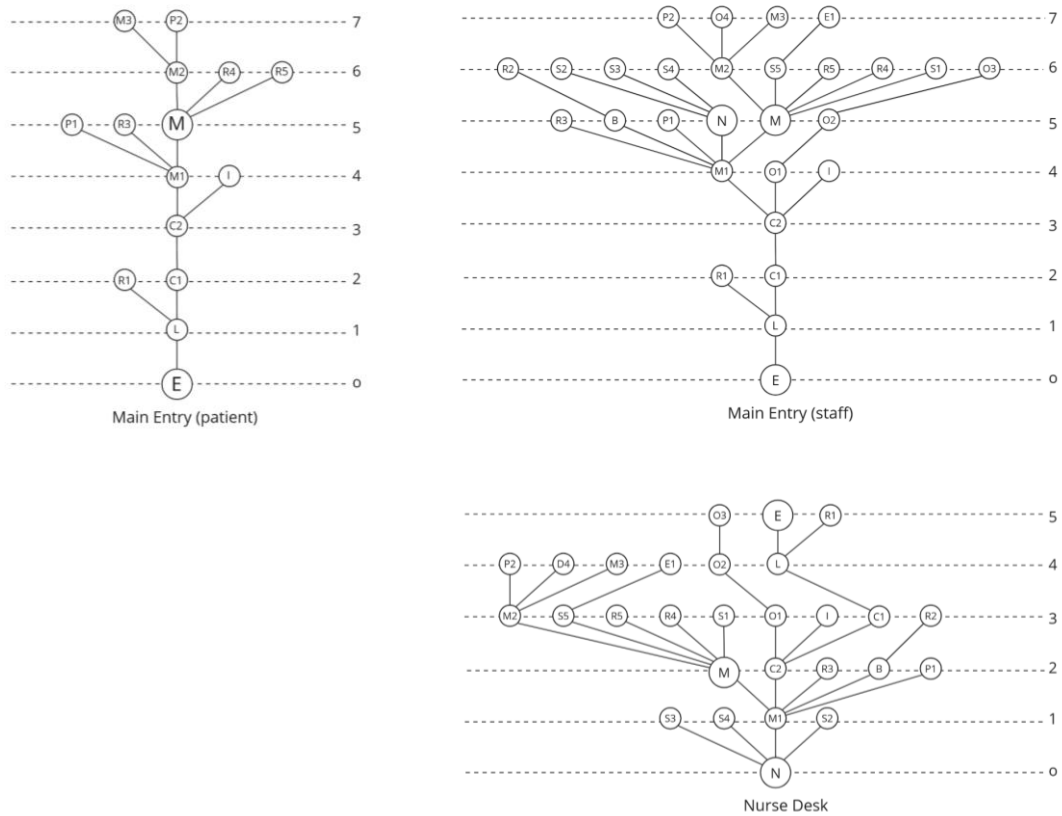 M3 P2 7
M2 R4 R5 6
P1 R3 M 5
M1 I 4
C2 3
R1 C1 2
L 1
E 0
Main Entry (patient)
P2 O4 M3 E1 7
R2 S2 S3 S4 M2 S5 R5 R4 S1 O3 6
R3 B P1 N M O2 5
M1 O1 I 4
C2 3
R1 C1 2
L 1
E 0
Main Entry (staff)
O3 E R1 5
P2 D4 M3 E1 O2 L 4
M2 S5 R5 R4 S1 O1 I C1 R2 3
M C2 R3 B P1 2
S3 S4 M1 S2 1
N 0
Nurse Desk